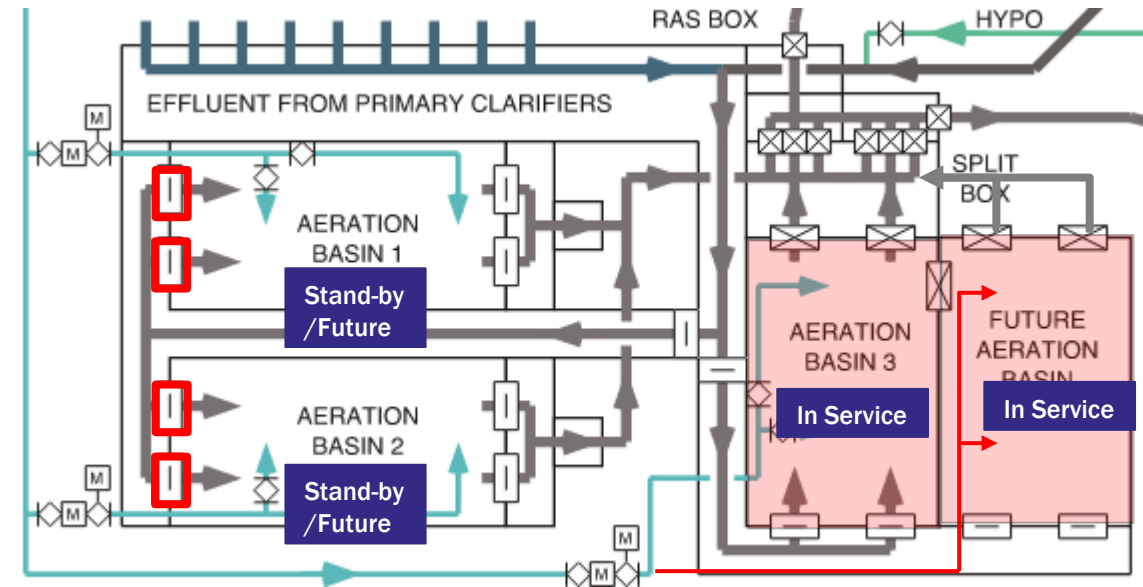 RAS BOX
HYPO
EFFLUENT FROM PRIMARY CLARIFIERS
M
M
SPLIT
BOX
AERATION
BASIN 1
Stand-by
/Future
AERATION
BASIN 3
In Service
FUTURE
AERATION
BASIN
In Service
AERATION
BASIN 2
Stand-by
/Future
M
M
M
M